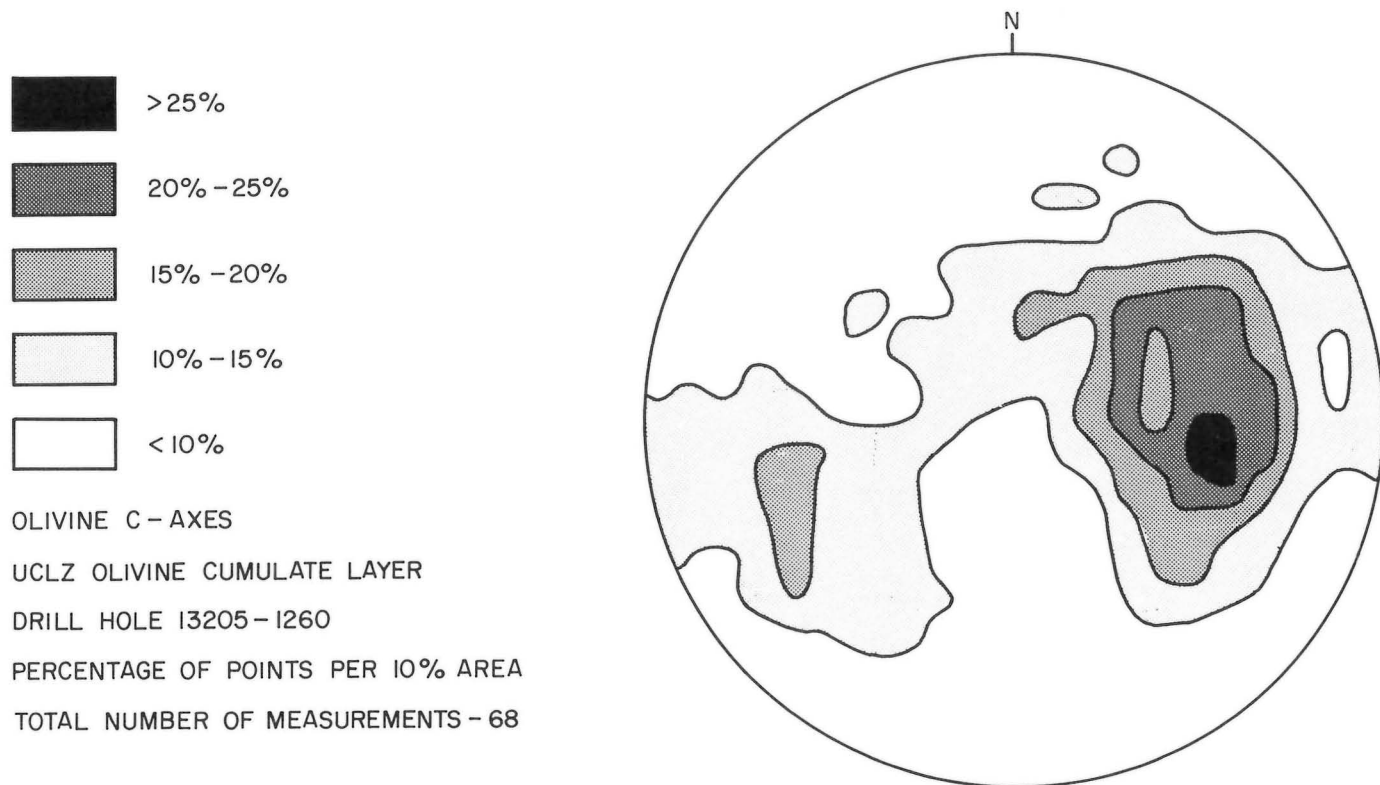 N
>25%
20%-25%
15%-20%
10%-15%
<10%
OLIVINE C-AXES
UCLZ OLIVINE CUMULATE LAYER
DRILL HOLE 13205-1260
PERCENTAGE OF POINTS PER 10% AREA
TOTAL NUMBER OF MEASUREMENTS-68